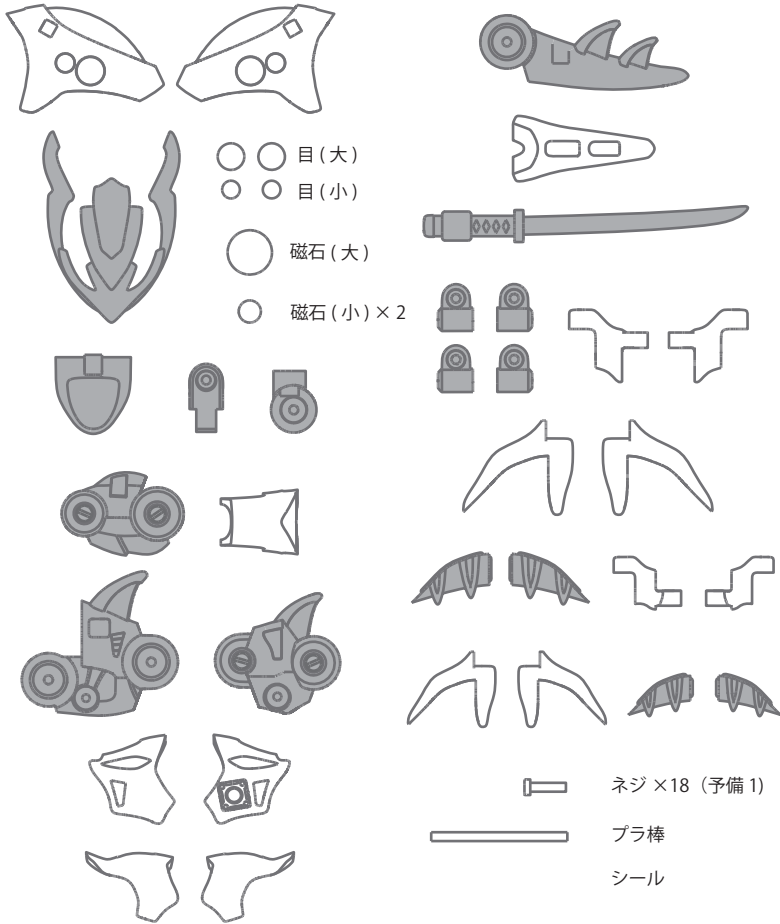 目 ( 大 )
目 ( 小 )
磁石 ( 大 )
磁石 ( 小 ) × 2
ネジ ×18（予備 1)
プラ棒
シール